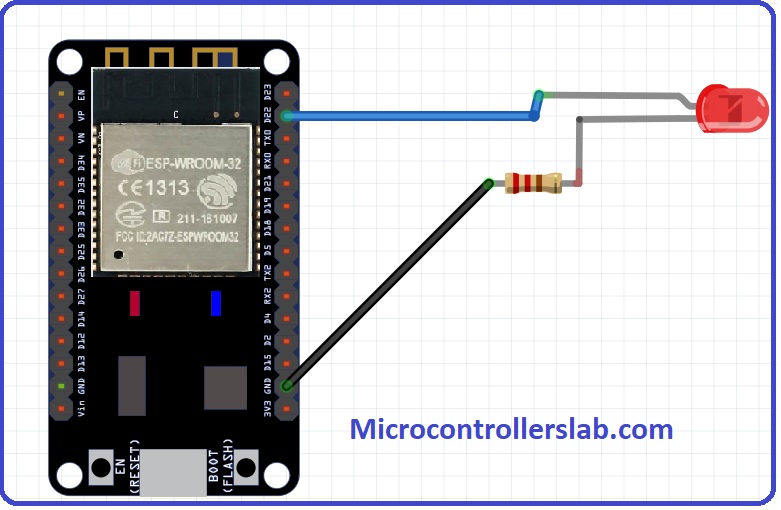 EN
VP
VN
D34
D35
D32
D33
D25
D26
D27
D14
D12
D13
GND
Vin
D23
D22
TX0
RX0
D21
D19
D18
D5
TX2
RX2
D4
D2
D15
GND
3V3
ESP-WROOM-32
CE1313
R 211-161007
FCC ID:2AC7Z-ESPWROOM32
EN
(RESET)
BOOT
(FLASH)
Microcontrollerslab.com